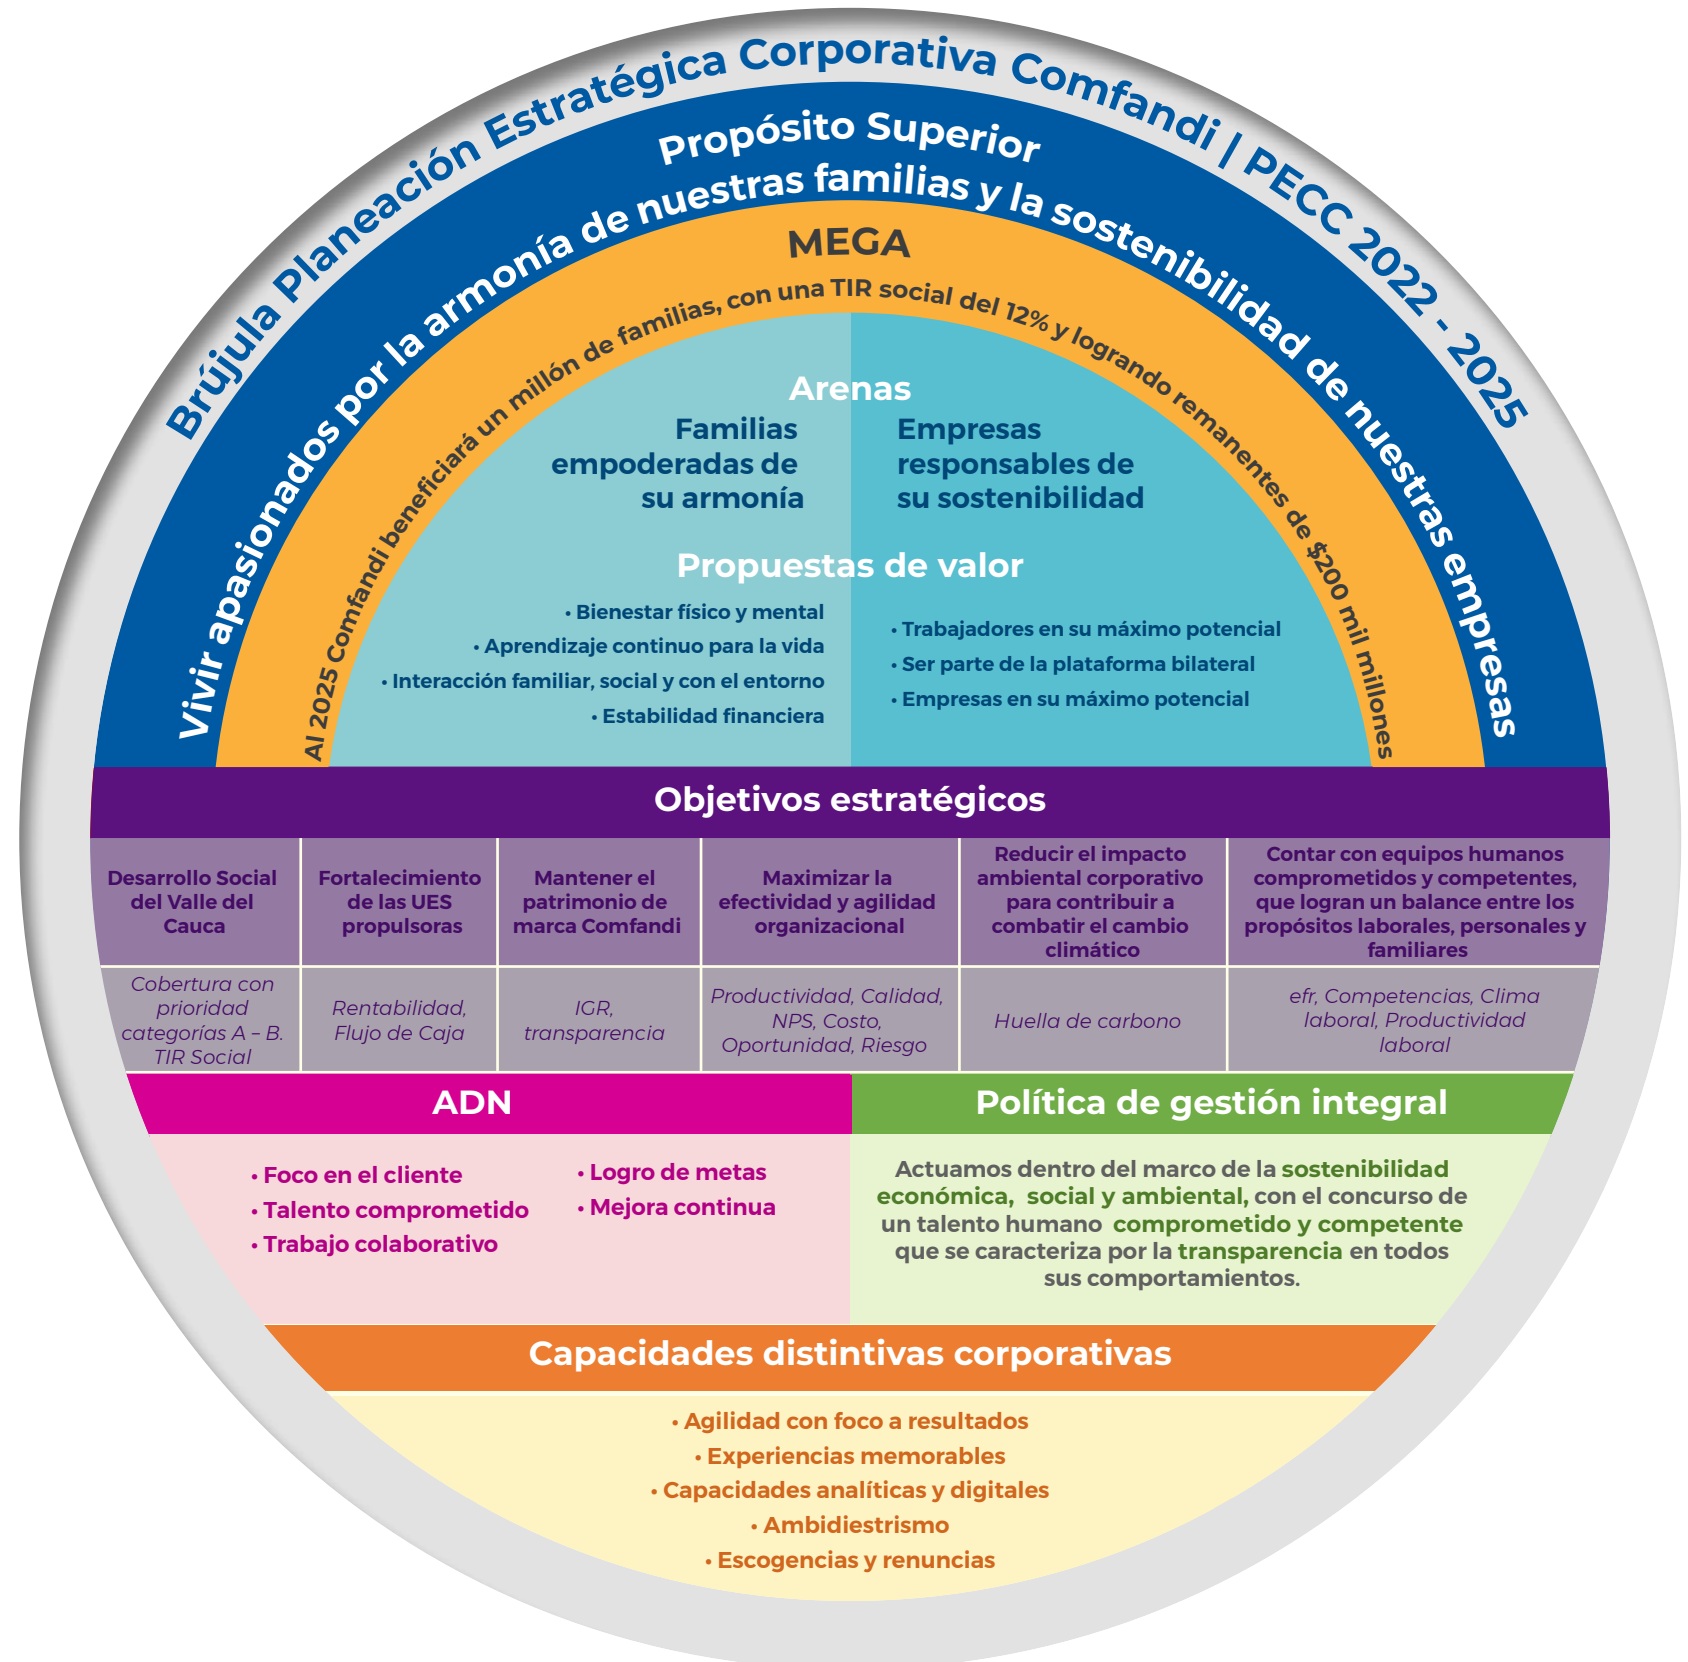 Brújula Planeación Estratégica Corporativa Comfandi | PECC 2022 - 2025
Propósito Superior
Vivir apasionados por la armonía de nuestras familias y la sostenibilidad de nuestras empresas
MEGA
Al 2025 Comfandi beneficiará un millón de familias, con una TIR social del 12% y logrando remanentes de $200 mil millones
Arenas
Familias
empoderadas de
su armonía
Empresas
responsables de
su sostenibilidad
Propuestas de valor
• Bienestar físico y mental
• Aprendizaje continuo para la vida
• Interacción familiar, social y con el entorno
• Estabilidad financiera
• Trabajadores en su máximo potencial
• Ser parte de la plataforma bilateral
• Empresas en su máximo potencial
Objetivos estratégicos
Desarrollo Social
del Valle del
Cauca
Fortalecimiento
de las UES
propulsoras
Mantener el
patrimonio de
marca Comfandi
Maximizar la
efectividad y agilidad
organizacional
Reducir el impacto
ambiental corporativo
para contribuir a
combatir el cambio
climático
Contar con equipos humanos
comprometidos y competentes,
que logran un balance entre los
propósitos laborales, personales y
familiares
Cobertura con
prioridad
categorías A – B.
TIR Social
Rentabilidad,
Flujo de Caja
IGR,
transparencia
Productividad, Calidad,
NPS, Costo,
Oportunidad, Riesgo
Huella de carbono
efr, Competencias, Clima
laboral, Productividad
laboral
ADN
• Foco en el cliente
• Talento comprometido
• Trabajo colaborativo
• Logro de metas
• Mejora continua
Política de gestión integral
Actuamos dentro del marco de la sostenibilidad
económica, social y ambiental, con el concurso de
un talento humano comprometido y competente
que se caracteriza por la transparencia en todos
sus comportamientos.
Capacidades distintivas corporativas
• Agilidad con foco a resultados
• Experiencias memorables
• Capacidades analíticas y digitales
• Ambidiestrismo
• Escogencias y renuncias